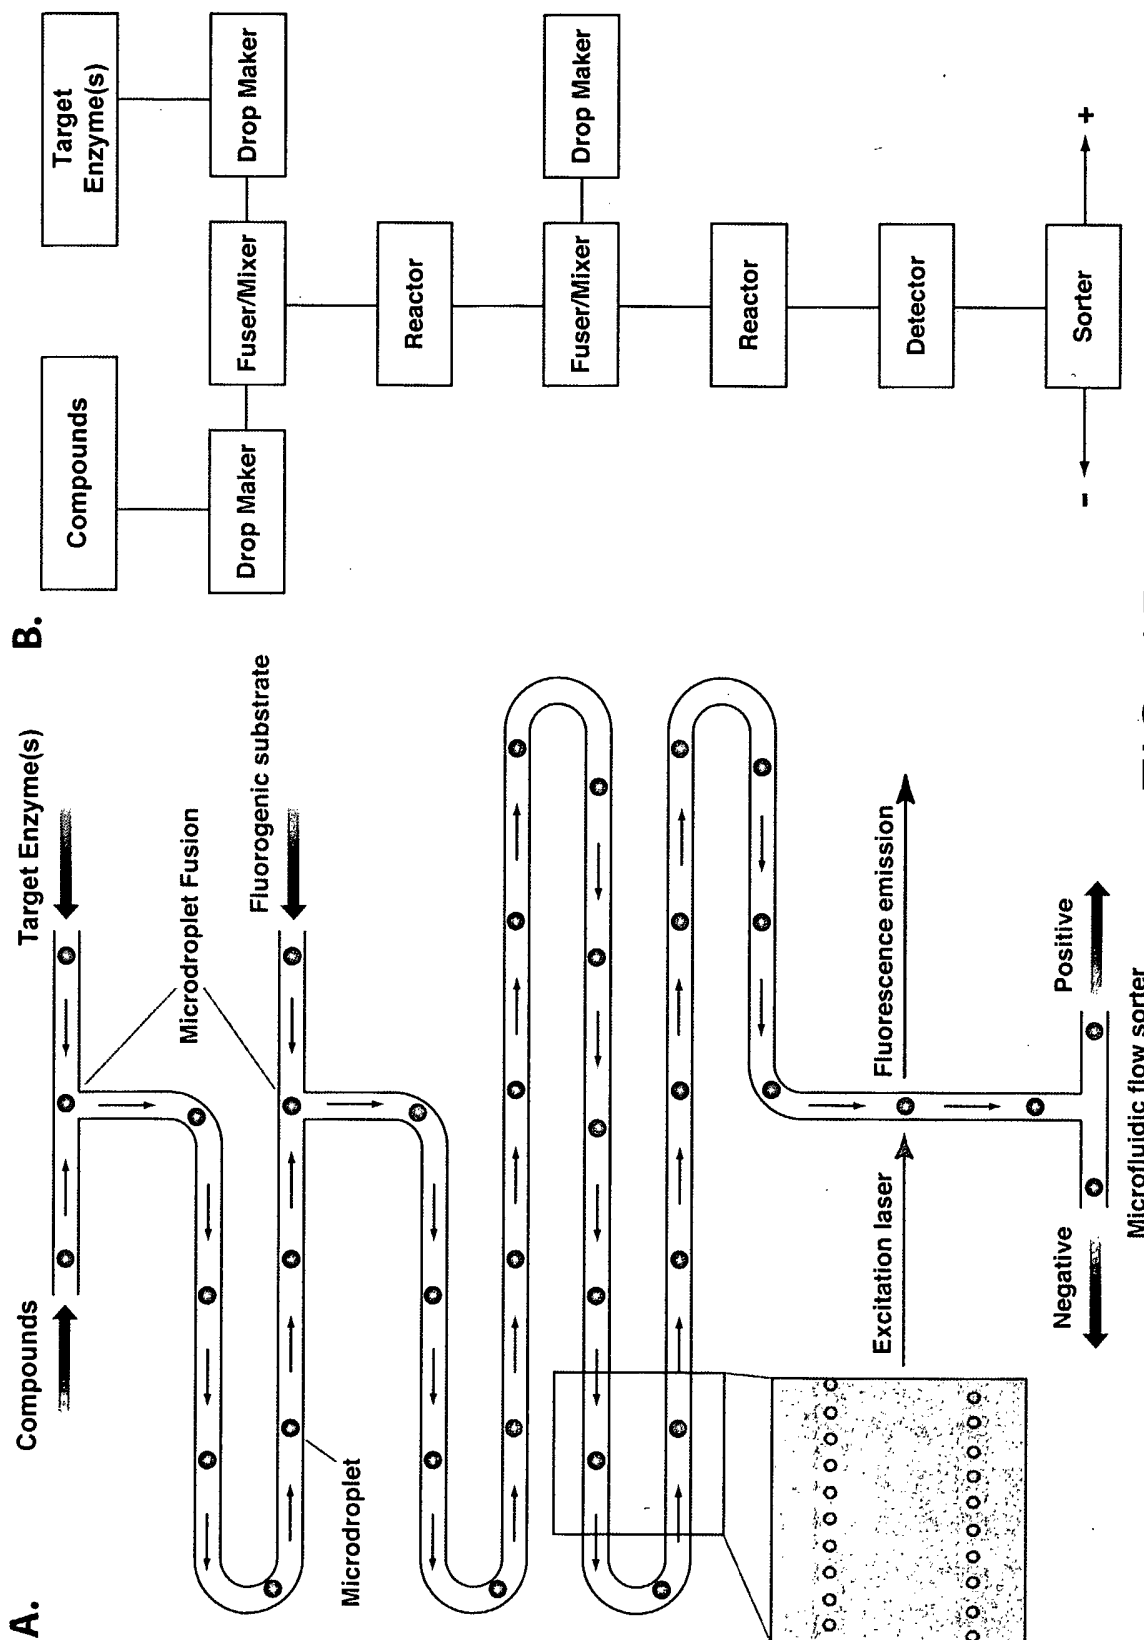 A.
Compounds
Target Enzyme(s)
Microdroplet Fusion
Fluorogenic substrate
Microdroplet
Excitation laser
Fluorescence emission
Negative
Positive
Microfluidic flow sorter
B.
Compounds
Target
Enzyme(s)
Drop Maker
Fuser/Mixer
Drop Maker
Reactor
Fuser/Mixer
Drop Maker
Reactor
Detector
Sorter
-
+